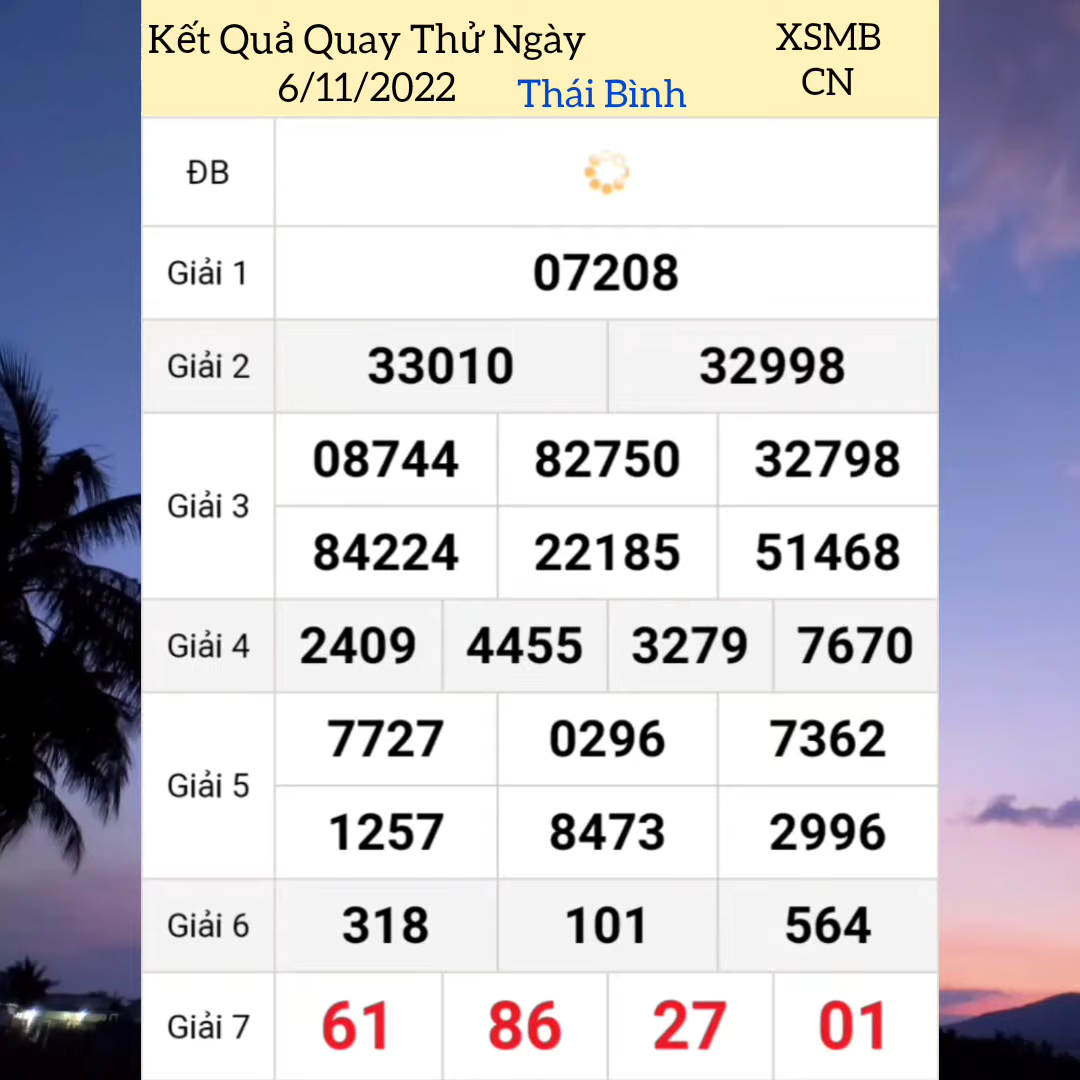 Kết Quả Quay Thử Ngày
6/11/2022
Thái Bình
XSMB
CN
ĐB
Giải 1
07208
Giải 2
33010 32998
Giải 3
08744 82750 32798
84224 22185 51468
Giải 4
2409 4455 3279 7670
Giải 5
7727 0296 7362
1257 8473 2996
Giải 6
318 101 564
Giải 7
61 86 27 01